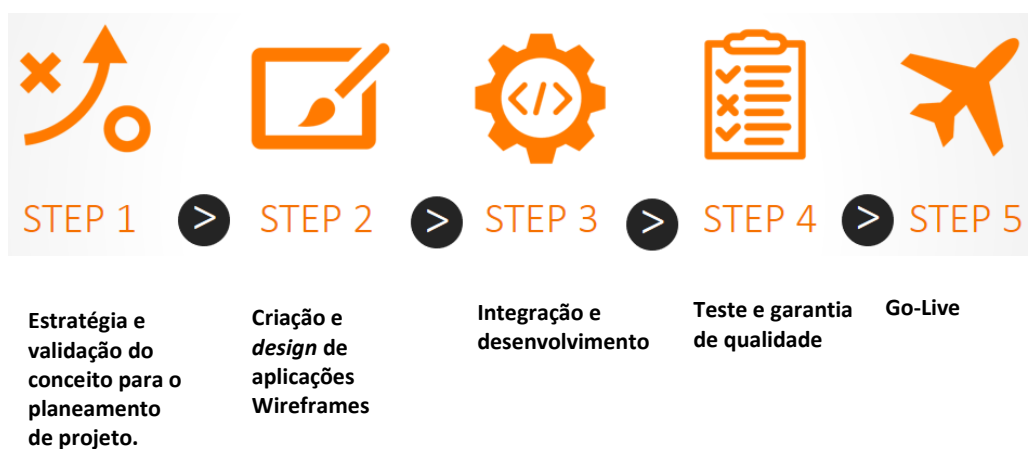 </>
STEP 1 > STEP 2 > STEP 3 > STEP 4 > STEP 5
Estratégia e
validação do
conceito para o
planeamento
de projeto.
Criação e
design de
aplicações
Wireframes
Integração e
desenvolvimento
Teste e garantia
de qualidade
Go-Live